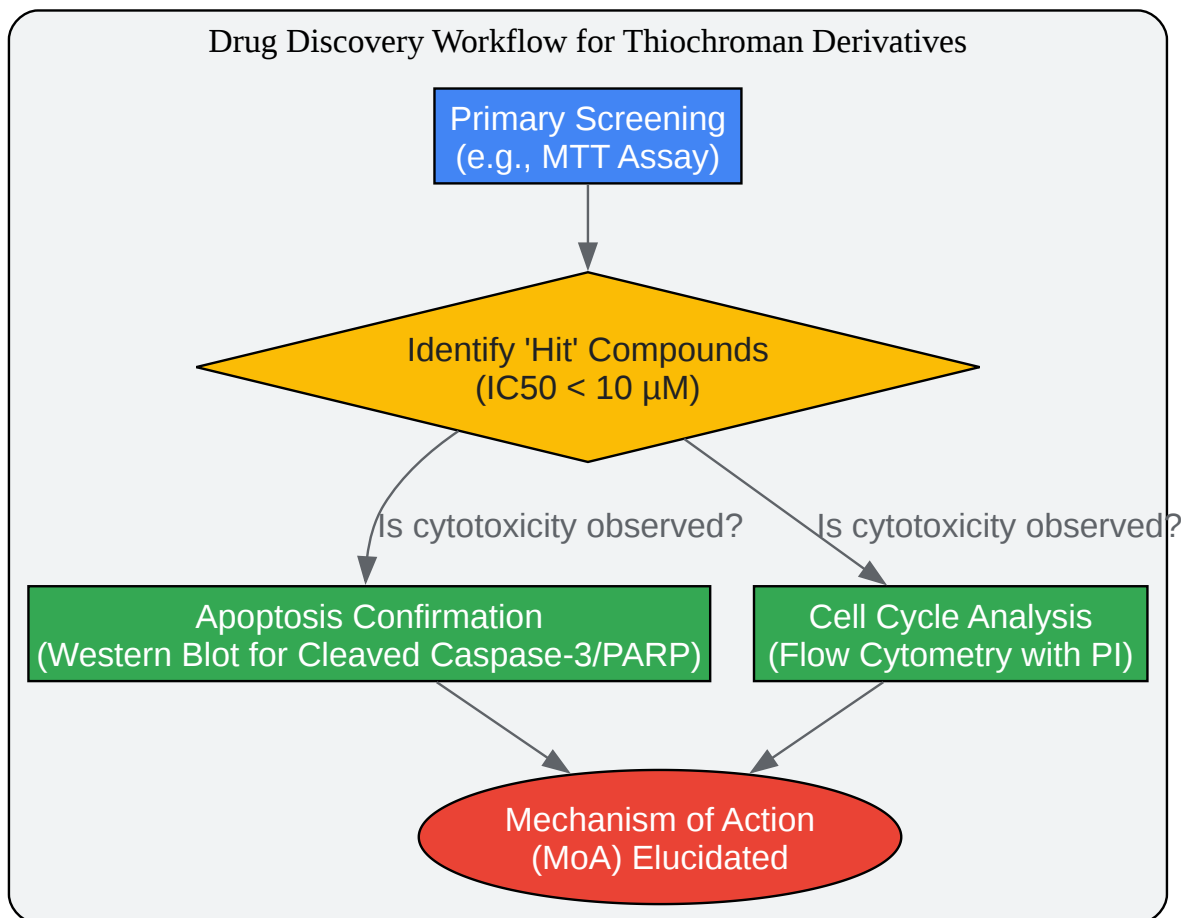 Drug Discovery Workflow for Thiochroman Derivatives
Primary Screening
(e.g., MTT Assay)
Identify 'Hit' Compounds
(IC50 < 10 µM)
Is cytotoxicity observed?
Is cytotoxicity observed?
Apoptosis Confirmation
(Western Blot for Cleaved Caspase-3/PARP)
Cell Cycle Analysis
(Flow Cytometry with PI)
Mechanism of Action
(MoA) Elucidated